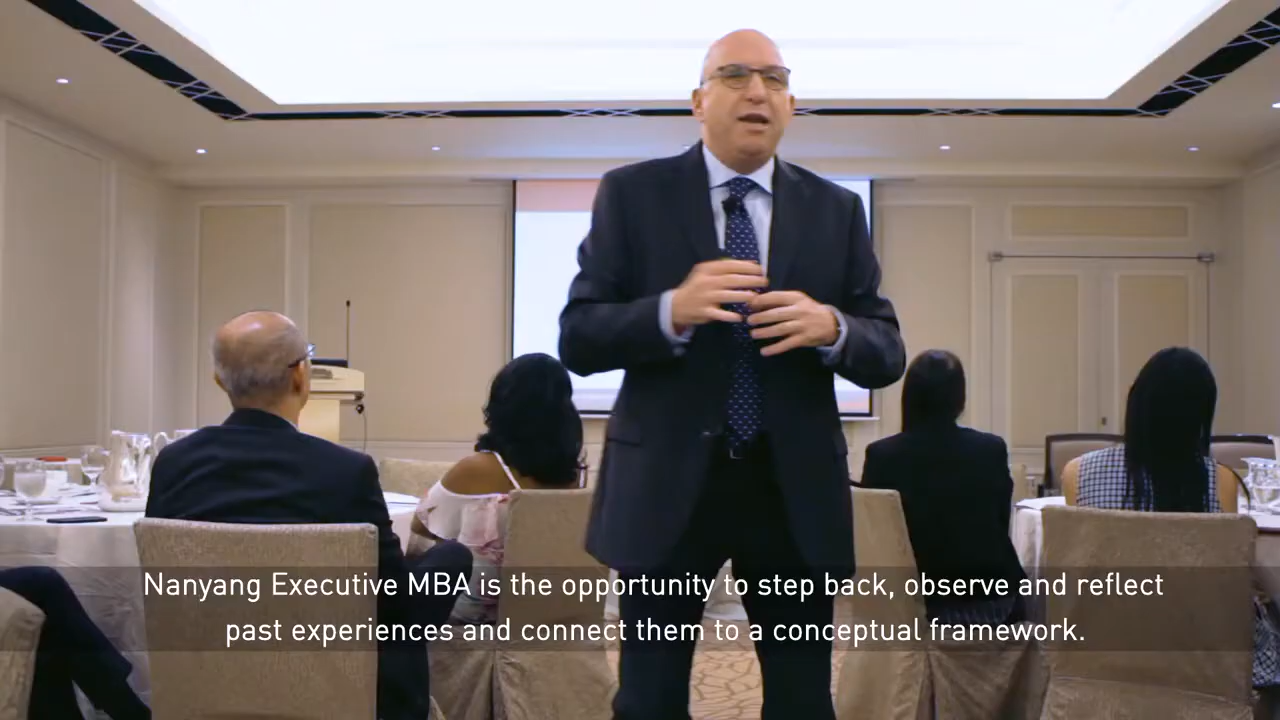 Nanyang Executive MBA is the opportunity to step back, observe and reflect
past experiences and connect them to a conceptual framework.